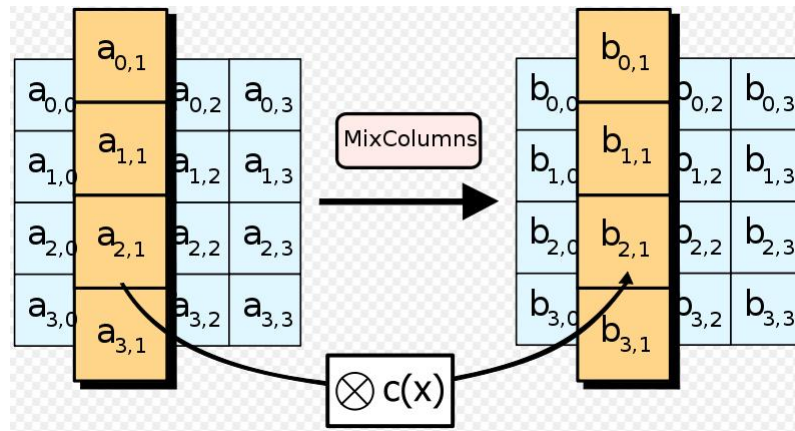 a0,1 b0,1
a0,0 a0,2 a0,3 b0,0 b0,2 b0,3
a1,1 MixColumns b1,1
a1,0 a1,2 a1,3 b1,0 b1,2 b1,3
a2,0 a2,1 a2,2 a2,3 b2,0 b2,1 b2,2 b2,3
a3,0 a3,2 a3,3 b3,0 b3,2 b3,3
a3,1 b3,1
⊗ c(x)